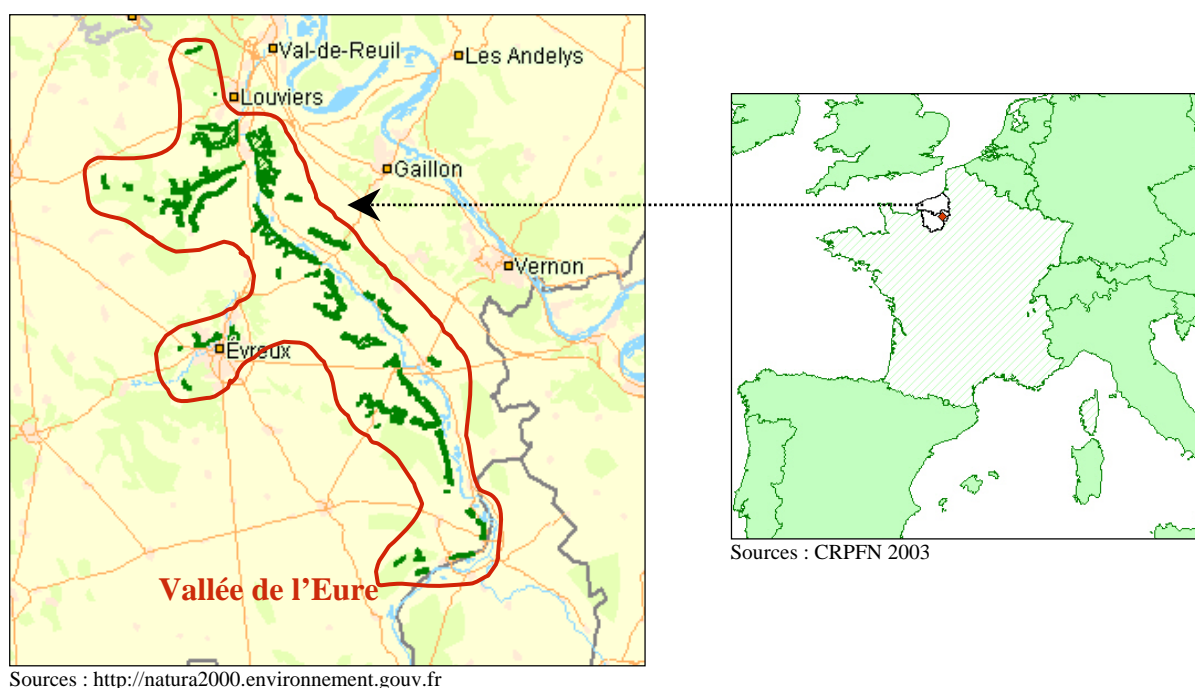 Val-de-Reuil
Les Andelys
Louviers
Gaillon
Vernon
Évreux
Vallée de l'Eure
Sources : http://natura2000.environnement.gouv.fr
Sources : CRPFN 2003